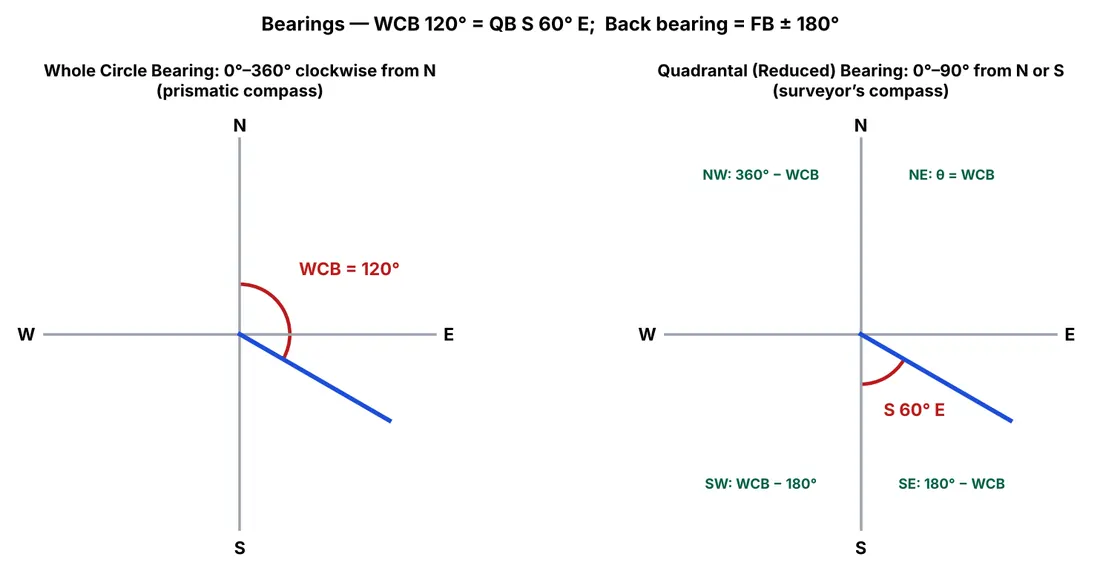 Bearings — WCB 120° = QB S 60° E;  Back bearing = FB ± 180°
Whole Circle Bearing: 0°–360° clockwise from N
(prismatic compass)
N
WCB = 120°
W
E
S
Quadrantal (Reduced) Bearing: 0°–90° from N or S
(surveyor’s compass)
N
NW: 360° − WCB
NE: θ = WCB
W
E
S 60° E
SW: WCB − 180°
SE: 180° − WCB
S